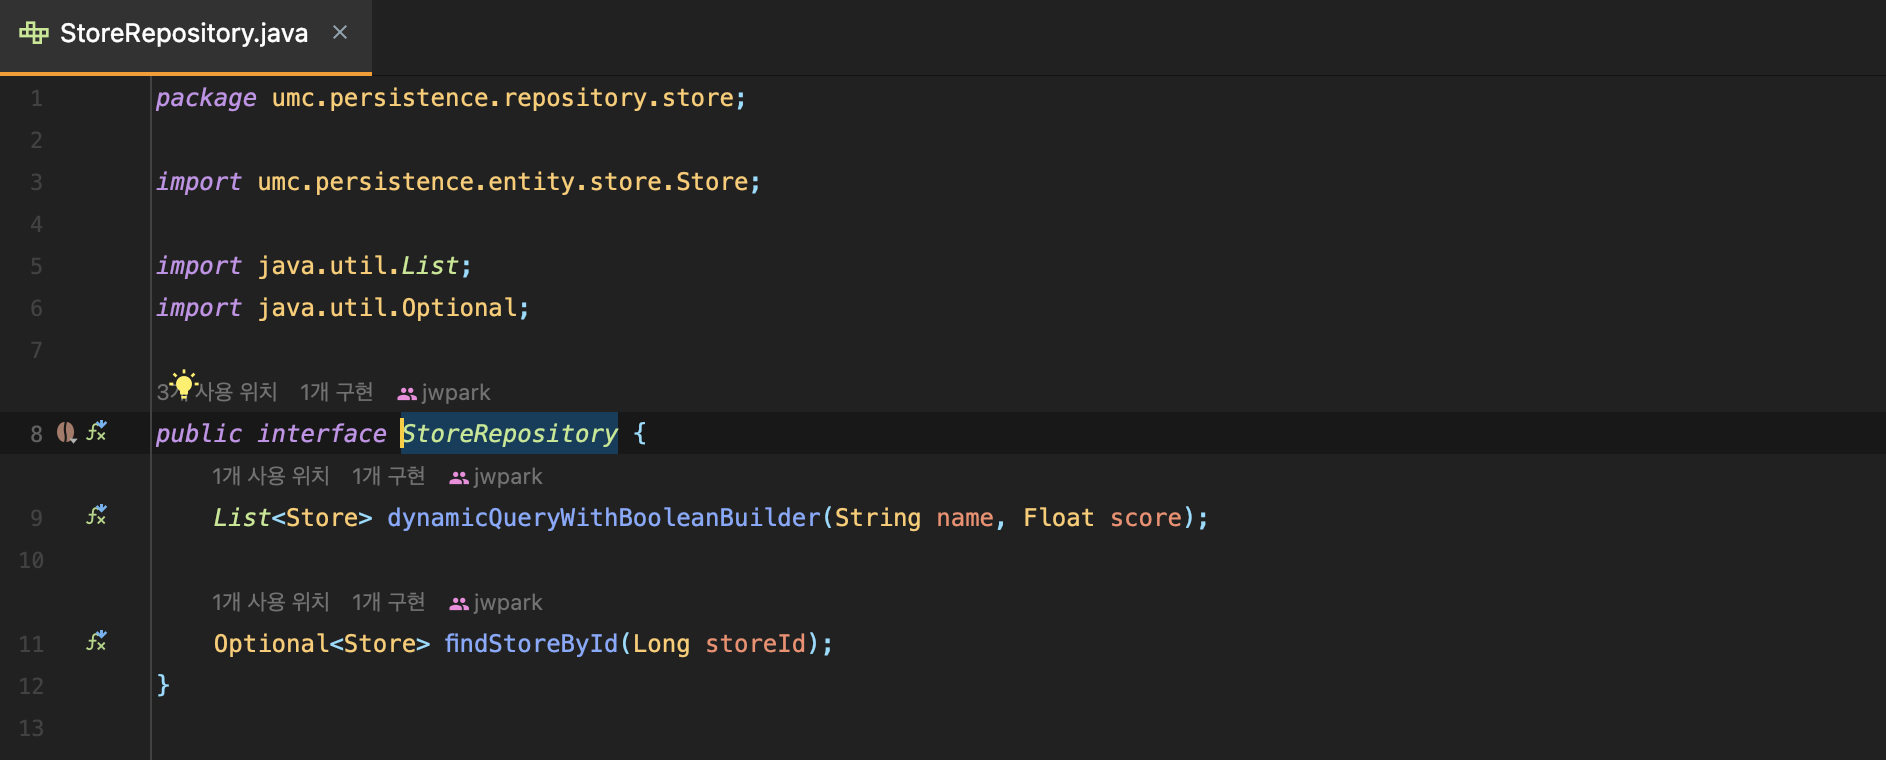 StoreRepository.java
1 package umc.persistence.repository.store;
2
3 import umc.persistence.entity.store.Store;
4
5 import java.util.List;
6 import java.util.Optional;
7
3개 사용 위치 1개 구현 jwpark
8 public interface StoreRepository {
1개 사용 위치 1개 구현 jwpark
9 List<Store> dynamicQueryWithBooleanBuilder(String name, Float score);
10
1개 사용 위치 1개 구현 jwpark
11 Optional<Store> findStoreById(Long storeId);
12 }
13